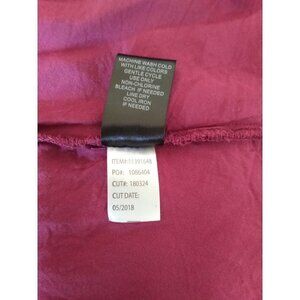 MACHINE WASH COLD
WITH LIKE COLORS
GENTLE CYCLE
USE ONLY
NON-CHLORINE
BLEACH IF NEEDED
LINE DRY
COOL IRON
IF NEEDED
ITEM#:11391648
PO#: 1086404
CUT#: 180324
CUT DATE:
05/2018